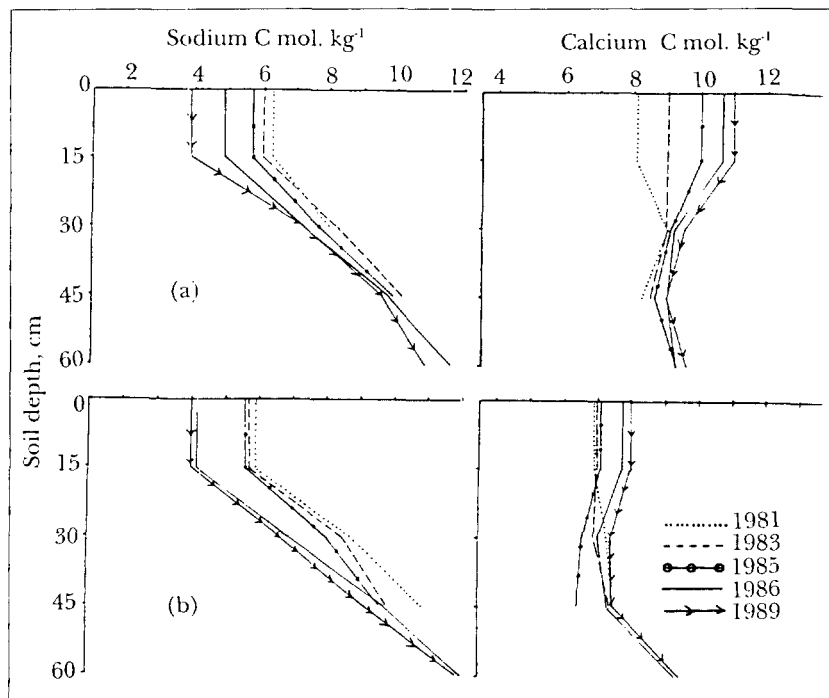 Sodium C mol. kg-1
Calcium C mol. kg-1
2 4 6 8 10 12
4 6 8 10 12
0
15
30
45
60
(a)
Soil depth, cm
0
15
30
45
60
(b)
1981
1983
1985
1986
1989